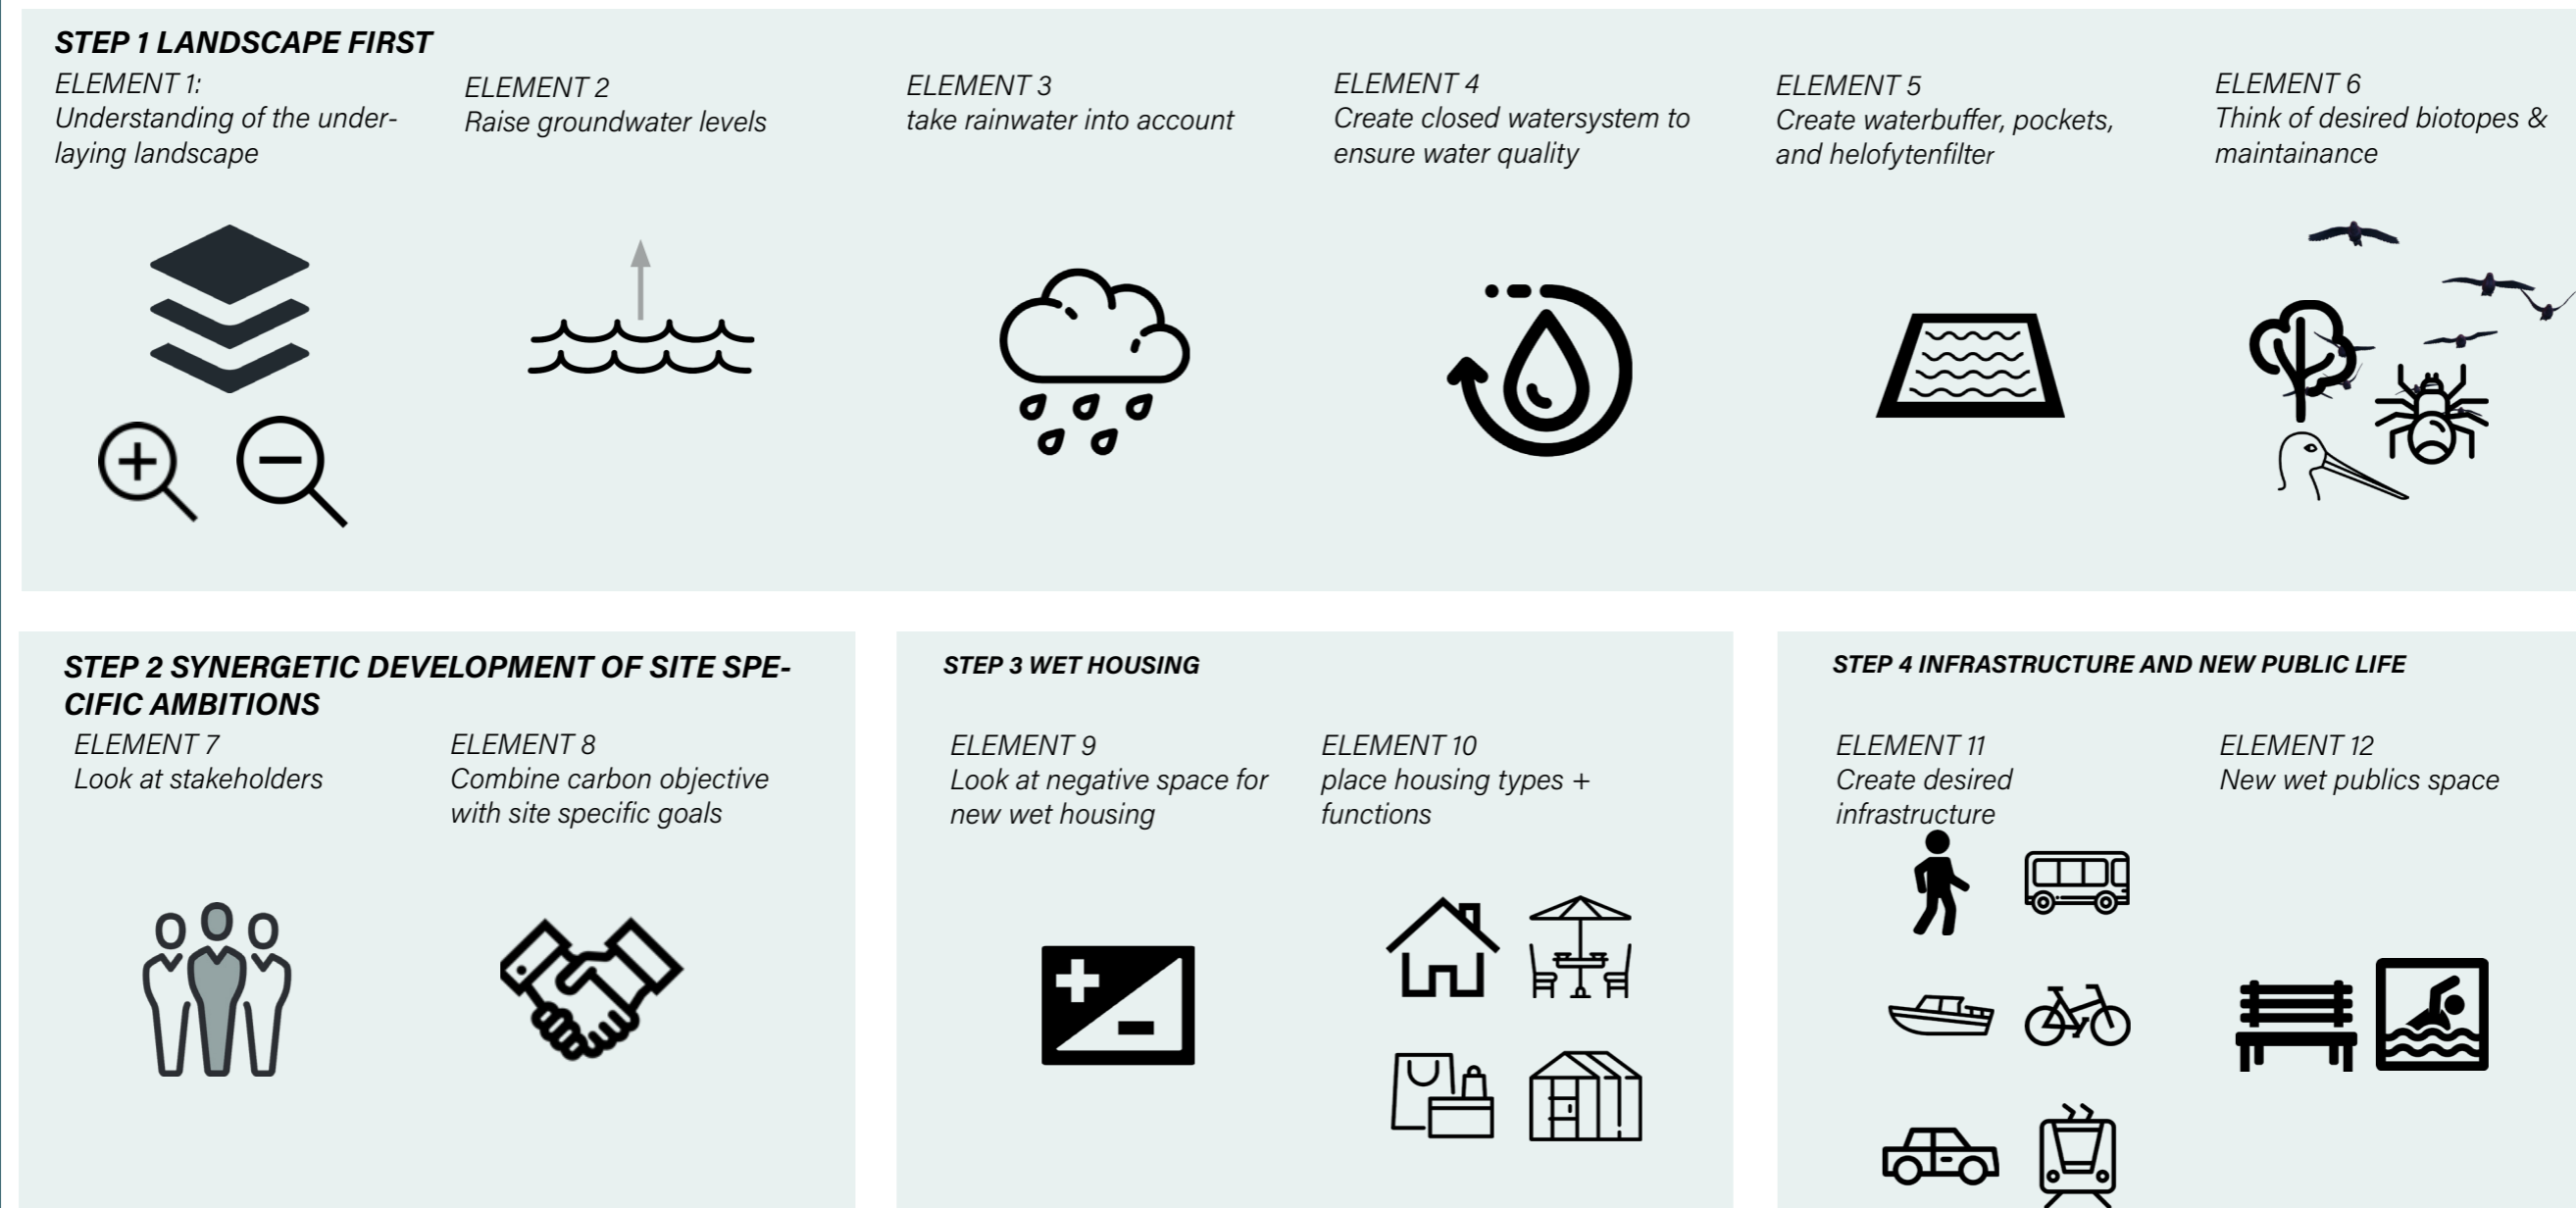 STEP 1 LANDSCAPE FIRST
ELEMENT 1:
Understanding of the under-
laying landscape
ELEMENT 2
Raise groundwater levels
ELEMENT 3
take rainwater into account
ELEMENT 4
Create closed watersystem to
ensure water quality
ELEMENT 5
Create waterbuffer, pockets,
and helofytenfilter
ELEMENT 6
Think of desired biotopes &
maintainance
STEP 2 SYNERGETIC DEVELOPMENT OF SITE SPE-
CIFIC AMBITIONS
ELEMENT 7
Look at stakeholders
ELEMENT 8
Combine carbon objective
with site specific goals
STEP 3 WET HOUSING
ELEMENT 9
Look at negative space for
new wet housing
ELEMENT 10
place housing types +
functions
STEP 4 INFRASTRUCTURE AND NEW PUBLIC LIFE
ELEMENT 11
Create desired
infrastructure
ELEMENT 12
New wet publics space